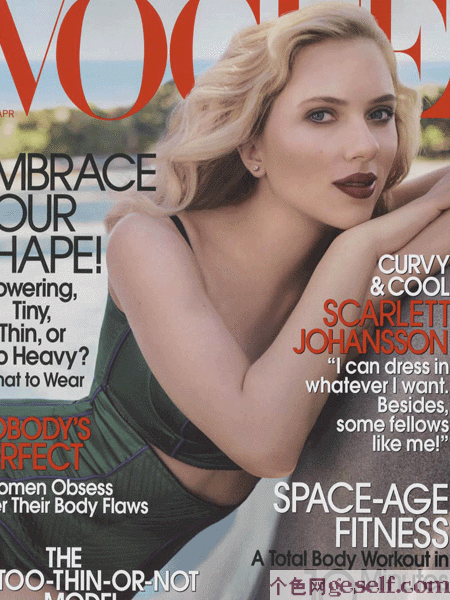 VOGUE
APR
MBRACE
OUR
HAPE!
owering,
Tiny,
Thin, or
o Heavy?
hat to Wear
OBODY'S
RFECT
omen Obsess
r Their Body Flaws
THE
TOO-THIN-OR-NOT
MODEL
CURVY
& COOL
SCARLETT
JOHANSSON
"I can dress in
whatever I want.
Besides,
some fellows
like me!"
SPACE-AGE
FITNESS
A Total Body Workout in
Minutes
个色网geself.com